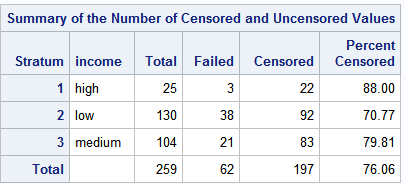 Summary of the Number of Censored and Uncensored Values
Stratum income Total Failed Censored Percent Censored
1 high 25 3 22 88.00
2 low 130 38 92 70.77
3 medium 104 21 83 79.81
Total 259 62 197 76.06